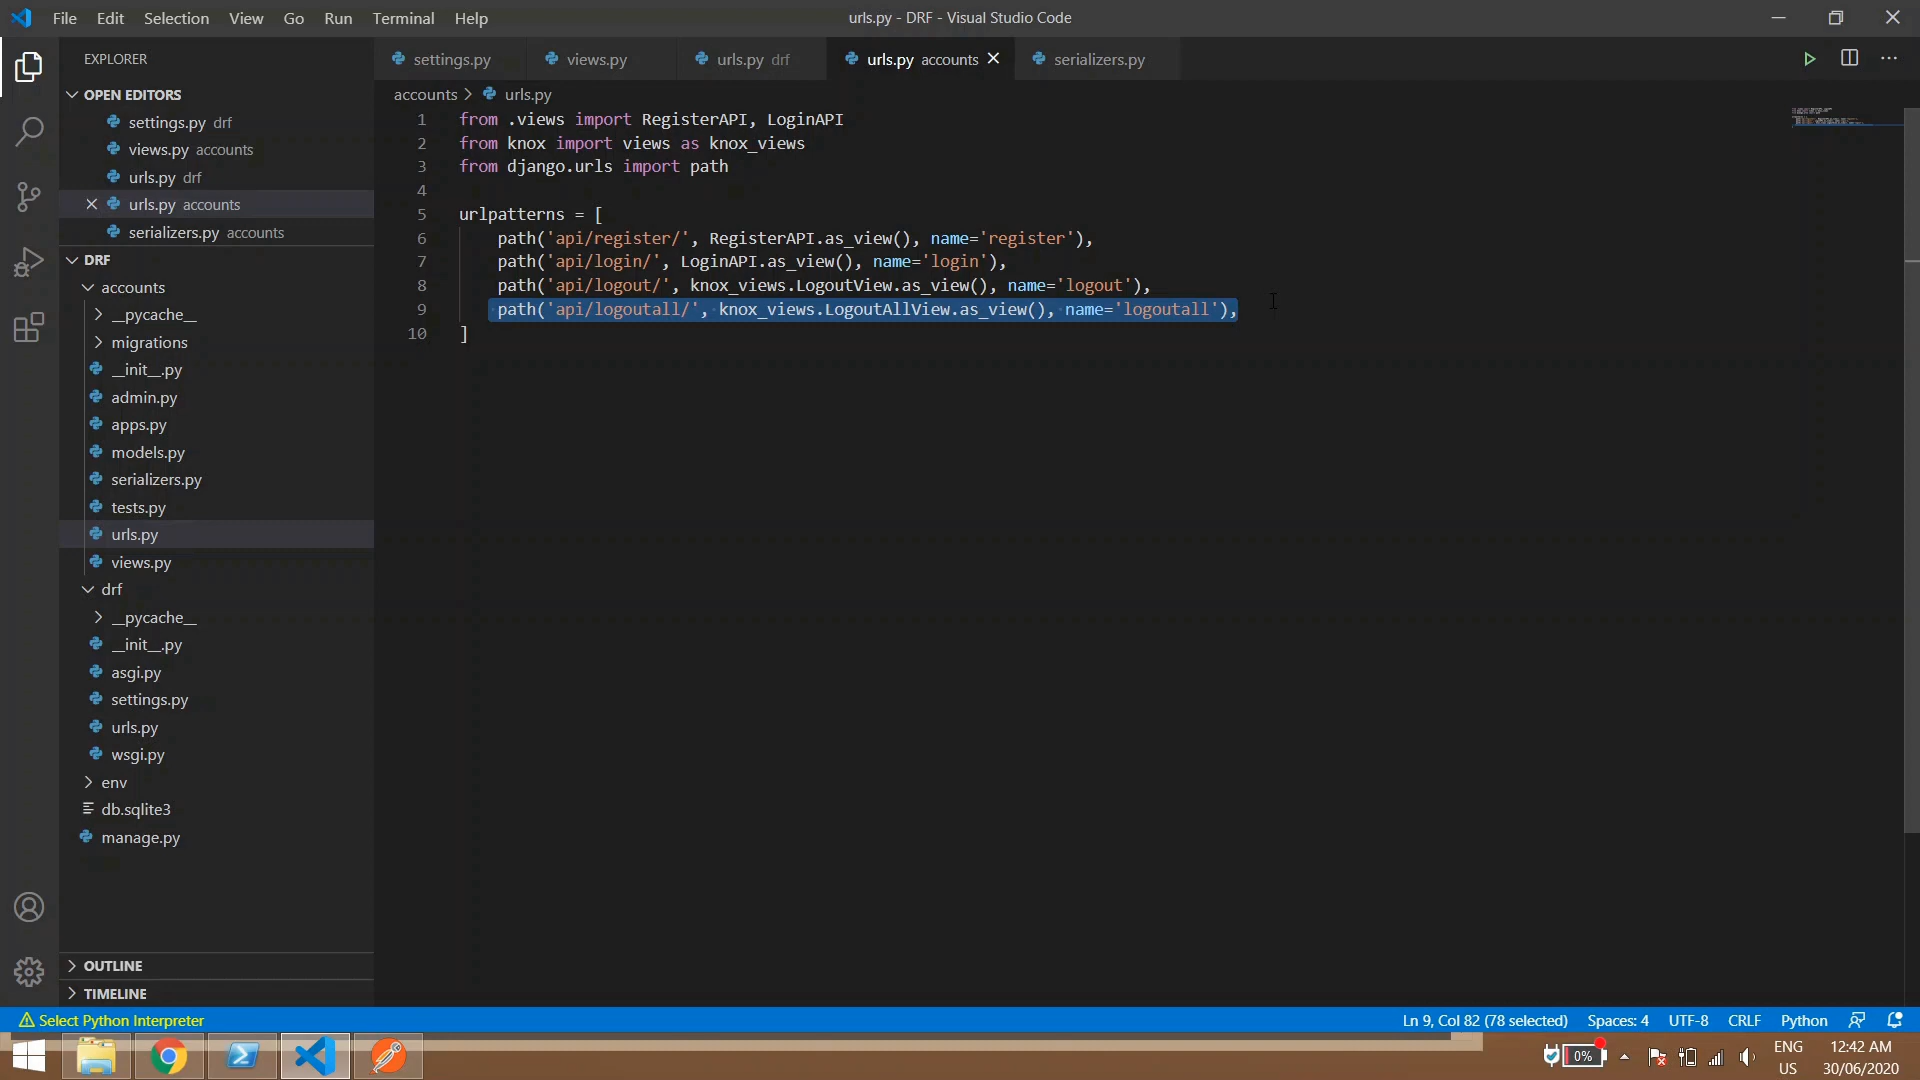 File Edit Selection View Go Run Terminal Help
urls.py - DRF - Visual Studio Code
EXPLORER
OPEN EDITORS
settings.py drf
views.py accounts
urls.py drf
urls.py accounts
serializers.py accounts
DRF
accounts
__pycache__
migrations
__init__.py
admin.py
apps.py
models.py
serializers.py
tests.py
urls.py
views.py
drf
__pycache__
__init__.py
asgi.py
settings.py
urls.py
wsgi.py
env
db.sqlite3
manage.py
OUTLINE
TIMELINE
settings.py views.py urls.py drf urls.py accounts serializers.py
accounts > urls.py
1 from .views import RegisterAPI, LoginAPI
2 from knox import views as knox_views
3 from django.urls import path
4
5 urlpatterns = [
6 path('api/register/', RegisterAPI.as_view(), name='register'),
7 path('api/login/', LoginAPI.as_view(), name='login'),
8 path('api/logout/', knox_views.LogoutView.as_view(), name='logout'),
9 path('api/logoutall/', knox_views.LogoutAllView.as_view(), name='logoutall'),
10 ]
Select Python Interpreter
Ln 9, Col 82 (78 selected) Spaces: 4 UTF-8 CRLF Python
0%
ENG
US
12:42 AM
30/06/2020